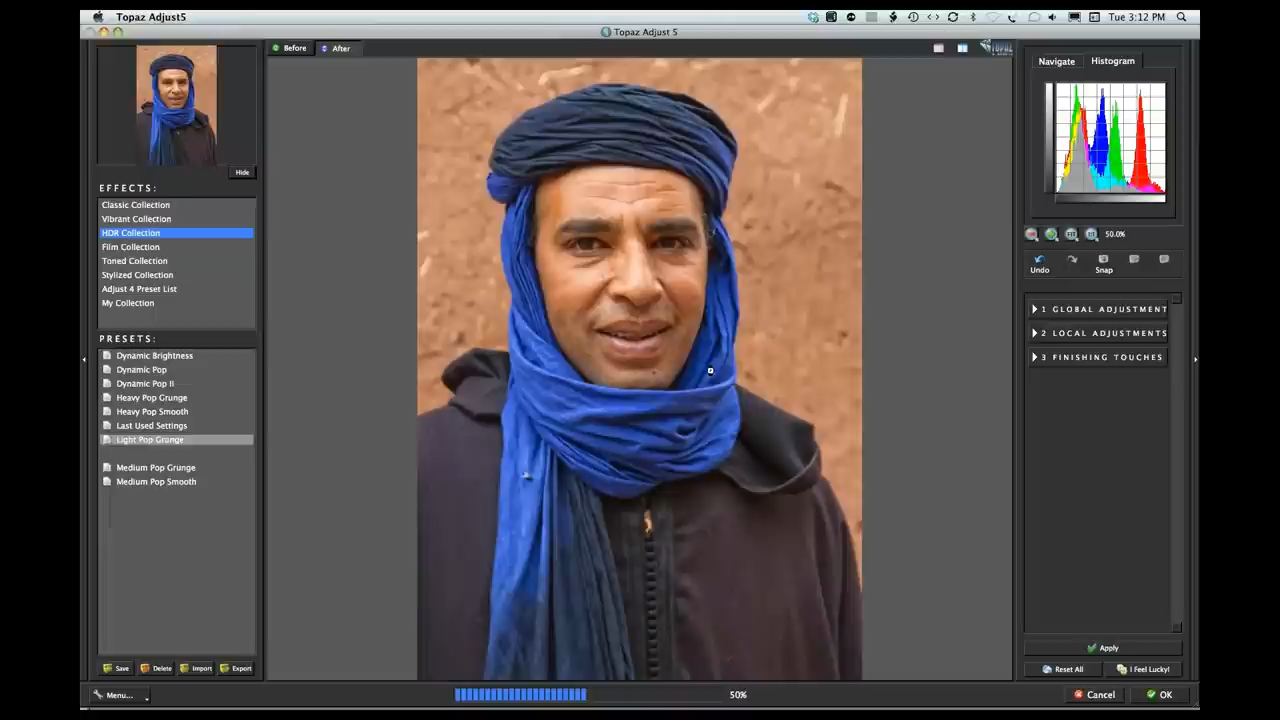 Topaz Adjust5
Tue 3:12 PM
Topaz Adjust 5
Before
After
TOPAZ
Navigate
Histogram
Hide
EFFECTS:
Classic Collection
Vibrant Collection
HDR Collection
Film Collection
Toned Collection
Stylized Collection
Adjust 4 Preset List
My Collection
50.0%
Undo
Snap
1 GLOBAL ADJUSTMENT
2 LOCAL ADJUSTMENTS
3 FINISHING TOUCHES
PRESETS:
Dynamic Brightness
Dynamic Pop
Dynamic Pop II
Heavy Pop Grunge
Heavy Pop Smooth
Last Used Settings
Light Pop Grunge
Medium Pop Grunge
Medium Pop Smooth
Apply
Save
Delete
Import
Export
Reset All
I Feel Lucky!
Menu...
50%
Cancel
OK